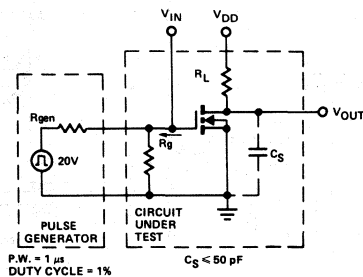 VIN
VDD
RL
VOUT
Rgen
Rg
20V
CS
PULSE
GENERATOR
CIRCUIT
UNDER
TEST
P.W. = 1 μs
DUTY CYCLE = 1%
CS ≤ 50 pF